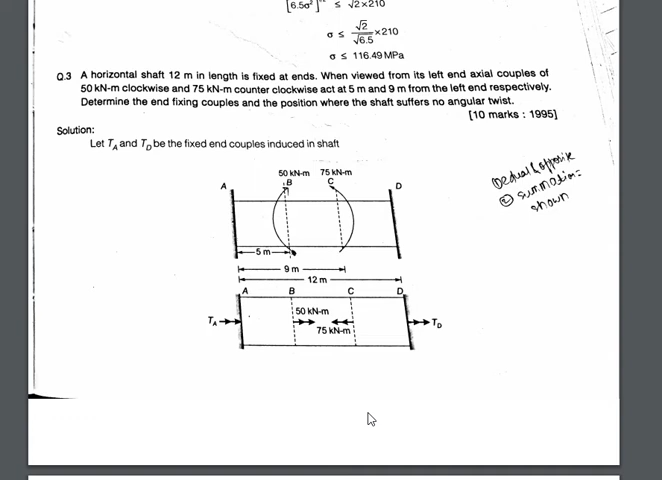 [6.5σ²] ≤ √2×210
σ ≤ √2/√6.5 ×210
σ ≤ 116.49 MPa
Q.3 A horizontal shaft 12 m in length is fixed at ends. When viewed from its left end axial couples of
50 kN-m clockwise and 75 kN-m counter clockwise act at 5 m and 9 m from the left end respectively.
Determine the end fixing couples and the position where the shaft suffers no angular twist.
[10 marks : 1995]
Solution:
Let T_A and T_D be the fixed end couples induced in shaft
50 kN-m 75 kN-m
A B C D
5 m
9 m
12 m
A B C D
50 kN-m
T_A T_D
75 kN-m
equal & opposite
② summation =
shown